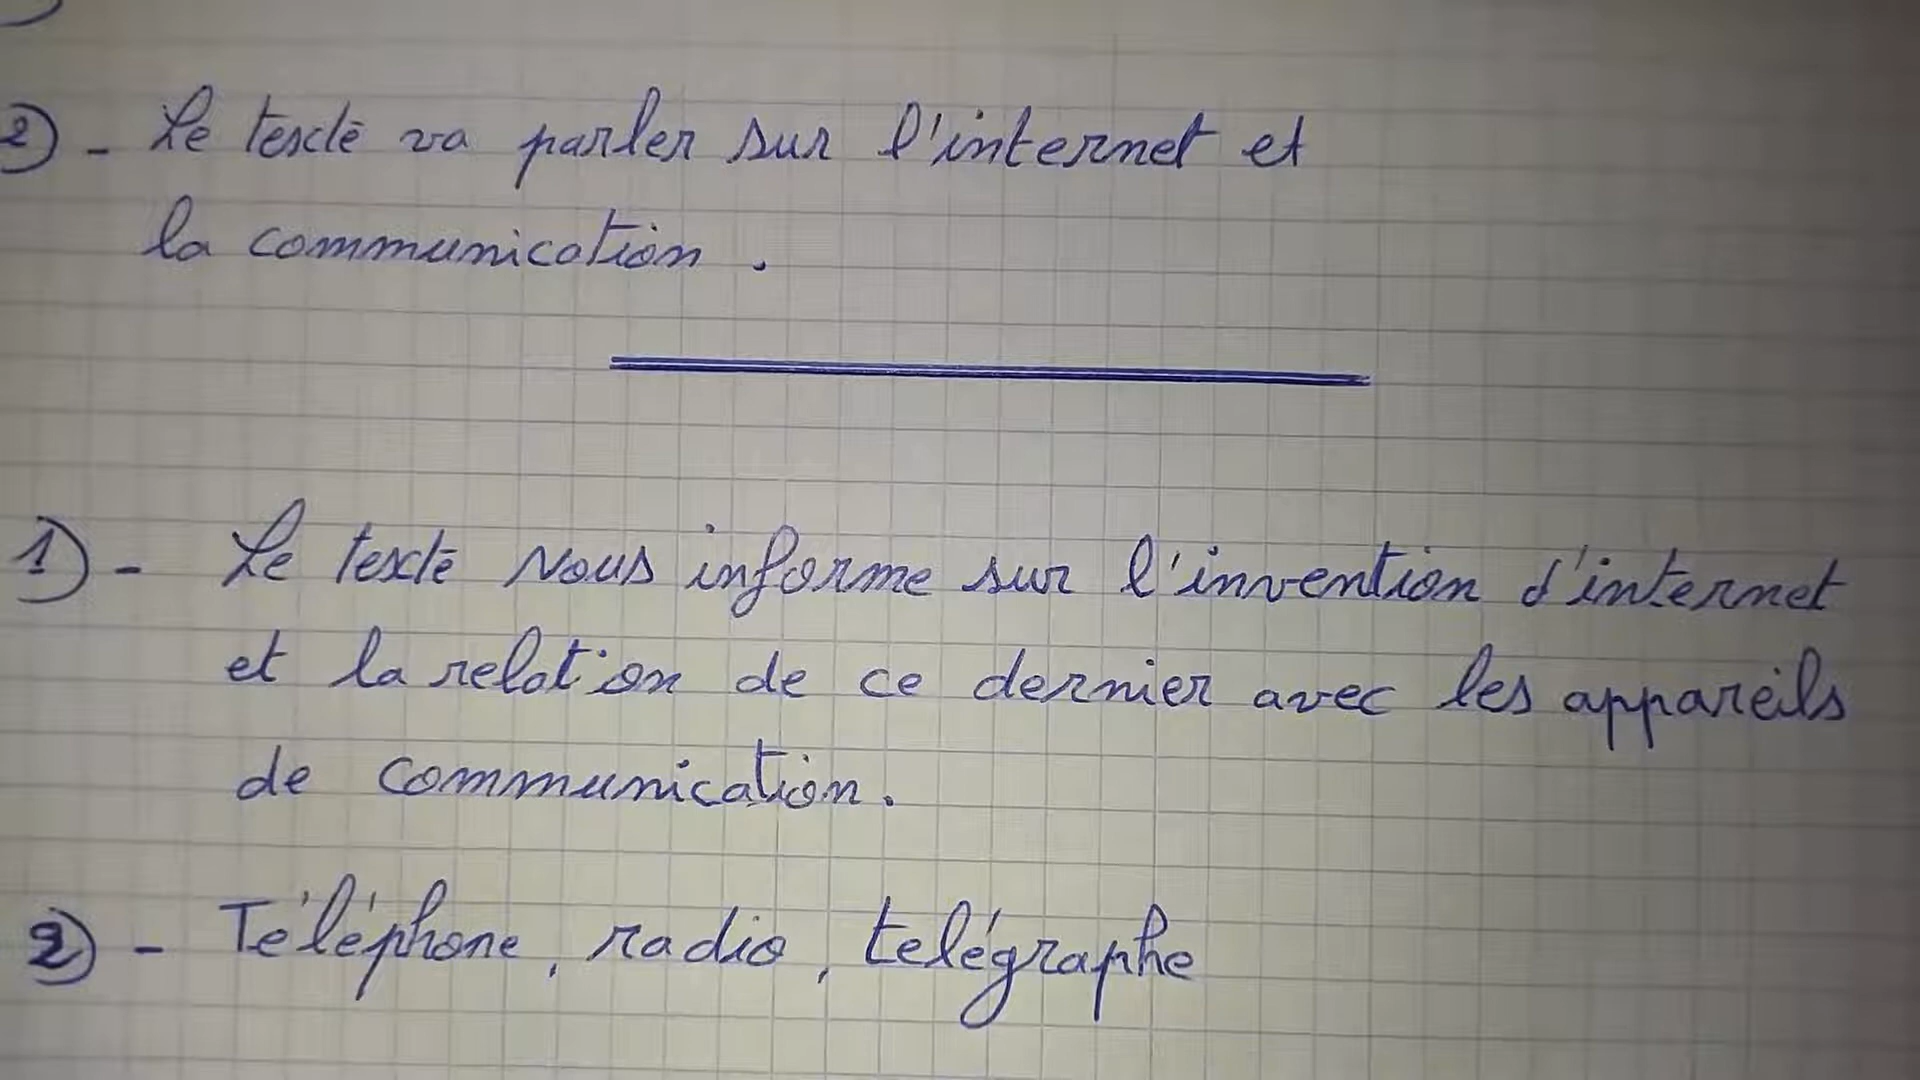 2)- Le texte va parler sur l'internet et
la communication.
1)- Le texte Nous informe sur l'invention d'internet
et la relation de ce dernier avec les appareils
de communication.
2)- Téléphone, radio, telégraphe